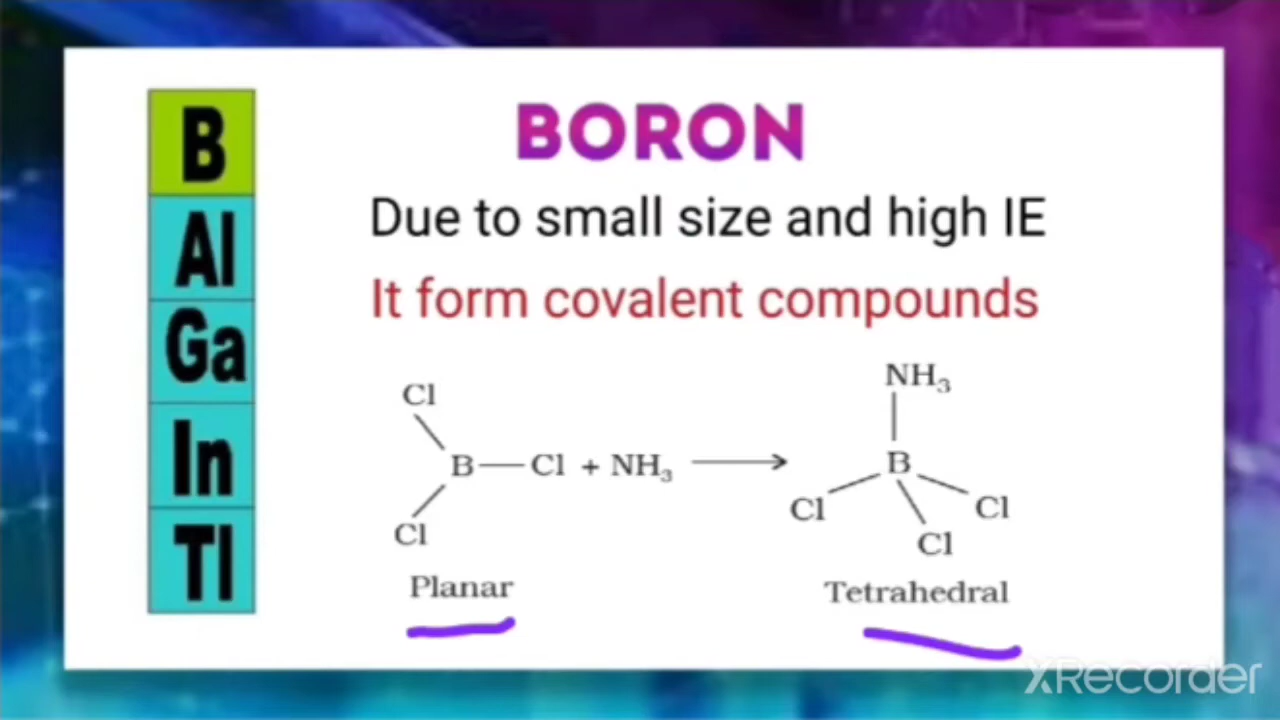 B
Al
Ga
In
Tl
BORON
Due to small size and high IE
It form covalent compounds
Cl
B—Cl + NH₃ ⟶
Cl
Planar
NH₃
B
Cl Cl
Cl
Tetrahedral
XRecorder